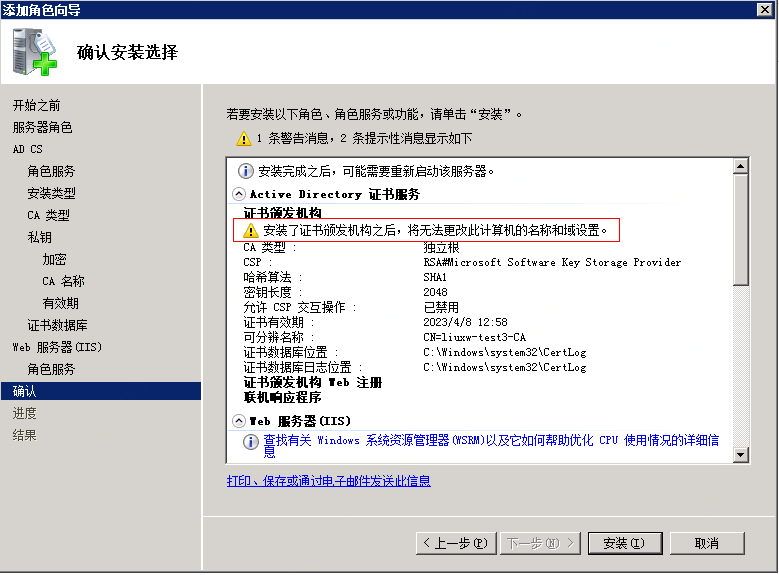 添加角色向导
确认安装选择
开始之前
服务器角色
AD CS
角色服务
安装类型
CA 类型
私钥
加密
CA 名称
有效期
证书数据库
Web 服务器(IIS)
角色服务
确认
进度
结果
若要安装以下角色、角色服务或功能，请单击“安装”。
1 条警告消息，2 条提示性消息显示如下
安装完成之后，可能需要重新启动该服务器。
Active Directory 证书服务
证书颁发机构
安装了证书颁发机构之后，将无法更改此计算机的名称和域设置。
CA 类型 : 独立根
CSP : RSA#Microsoft Software Key Storage Provider
哈希算法 : SHA1
密钥长度 : 2048
允许 CSP 交互操作 : 已禁用
证书有效期 : 2023/4/8 12:58
可分辨名称 : CN=liuxw-test3-CA
证书数据库位置 : C:\Windows\system32\CertLog
证书数据库日志位置 : C:\Windows\system32\CertLog
证书颁发机构 Web 注册
联机响应程序
Web 服务器(IIS)
查找有关 Windows 系统资源管理器(WSRM)以及它如何帮助优化 CPU 使用情况的详细信
息
打印、保存或通过电子邮件发送此信息
< 上一步(P) 下一步(N) > 安装(I) 取消